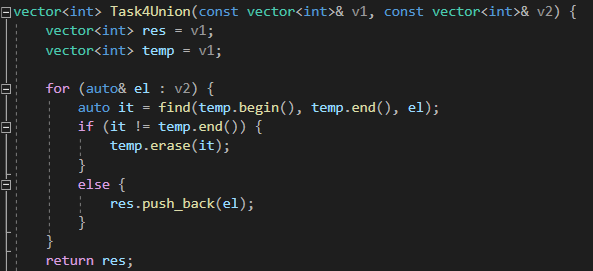 vector<int> Task4Union(const vector<int>& v1, const vector<int>& v2) {
    vector<int> res = v1;
    vector<int> temp = v1;

    for (auto& el : v2) {
        auto it = find(temp.begin(), temp.end(), el);
        if (it != temp.end()) {
            temp.erase(it);
        }
        else {
            res.push_back(el);
        }
    }
    return res;